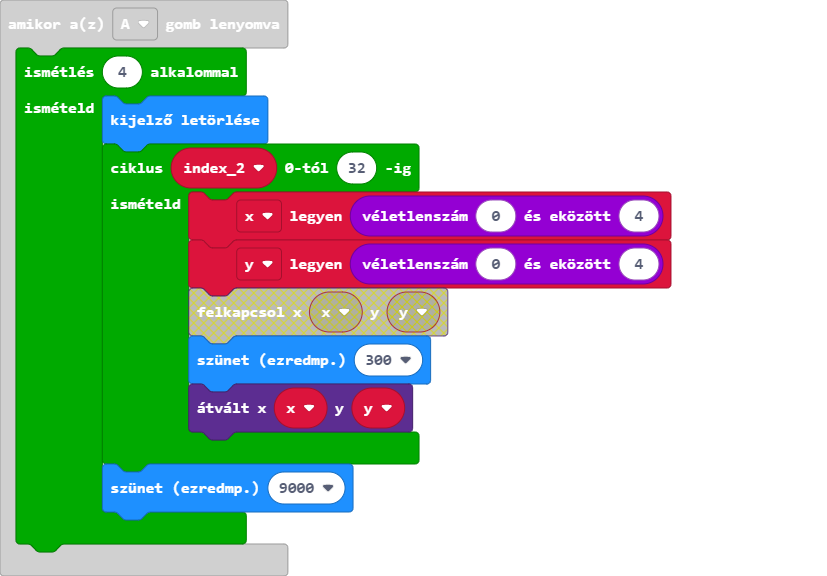 amikor a(z) A gomb lenyomva
ismétlés 4 alkalommal
ismételd
kijelző letörlése
ciklus index_2 0-tól 32 -ig
ismételd
x legyen véletlenszám 0 és eközött 4
y legyen véletlenszám 0 és eközött 4
felkapcsol x x y y
szünet (ezredmp.) 300
átvált x x y y
szünet (ezredmp.) 9000